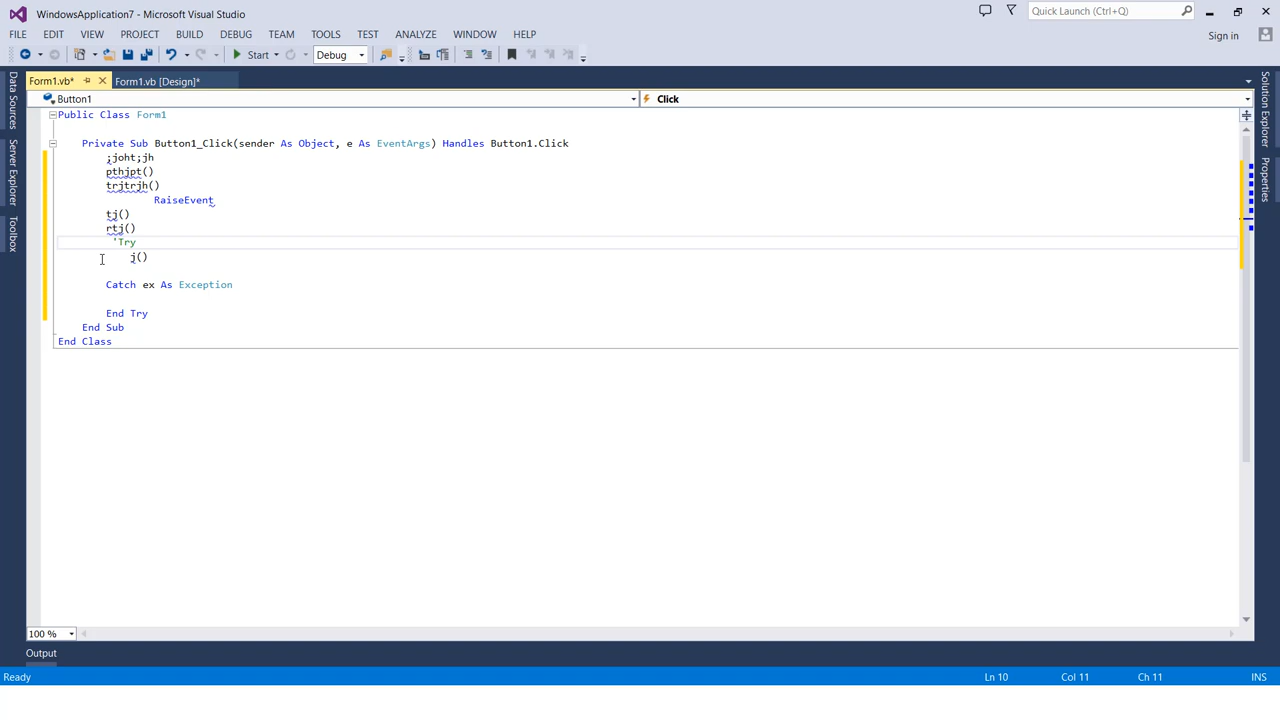 WindowsApplication7 - Microsoft Visual Studio
Quick Launch (Ctrl+Q)
FILE EDIT VIEW PROJECT BUILD DEBUG TEAM TOOLS TEST ANALYZE WINDOW HELP
Sign in
Start Debug
Form1.vb* Form1.vb [Design]*
Button1 Click
Data Sources
Server Explorer
Toolbox
Solution Explorer
Properties
Public Class Form1
Private Sub Button1_Click(sender As Object, e As EventArgs) Handles Button1.Click
;joht;jh
pthjpt()
trjtrjh()
RaiseEvent
tj()
rtj()
'Try
j()
Catch ex As Exception
End Try
End Sub
End Class
100 %
Output
Ready Ln 10 Col 11 Ch 11 INS